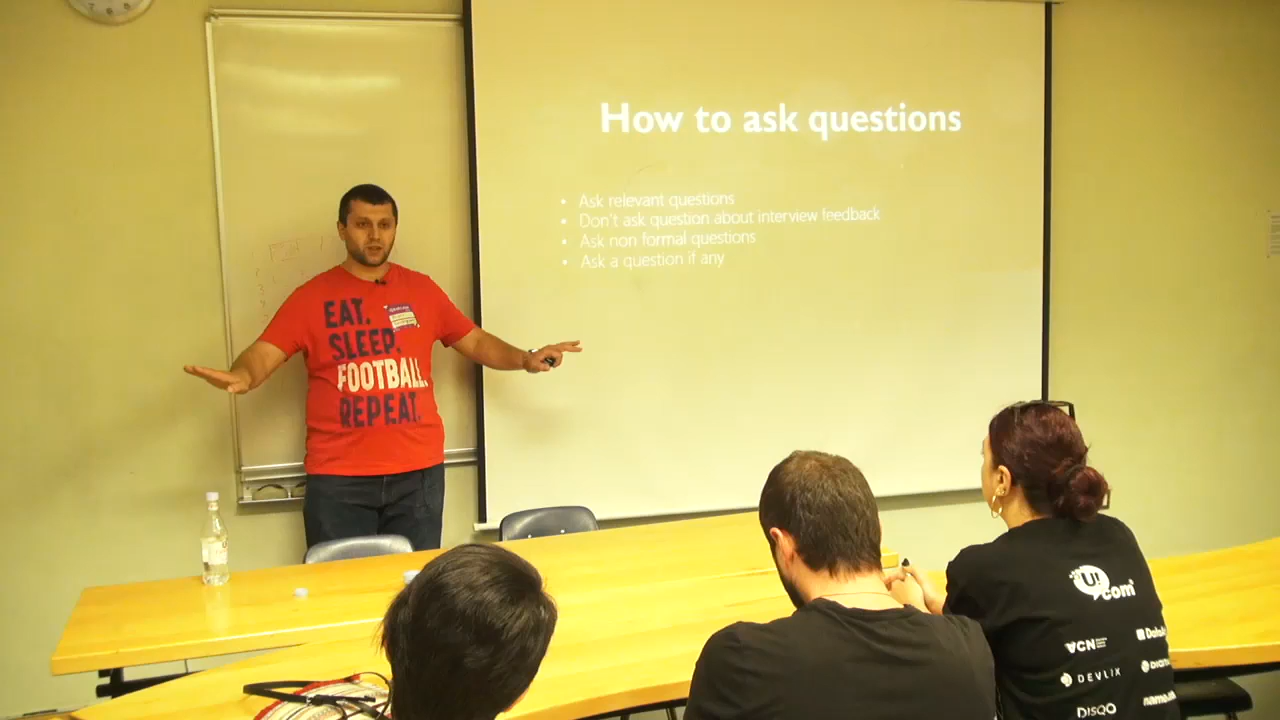 How to ask questions
• Ask relevant questions
• Don't ask question about interview feedback
• Ask non formal questions
• Ask a question if any
EAT.
SLEEP.
FOOTBALL.
REPEAT.
U!
com
VCN
DEVLIX
DISQO